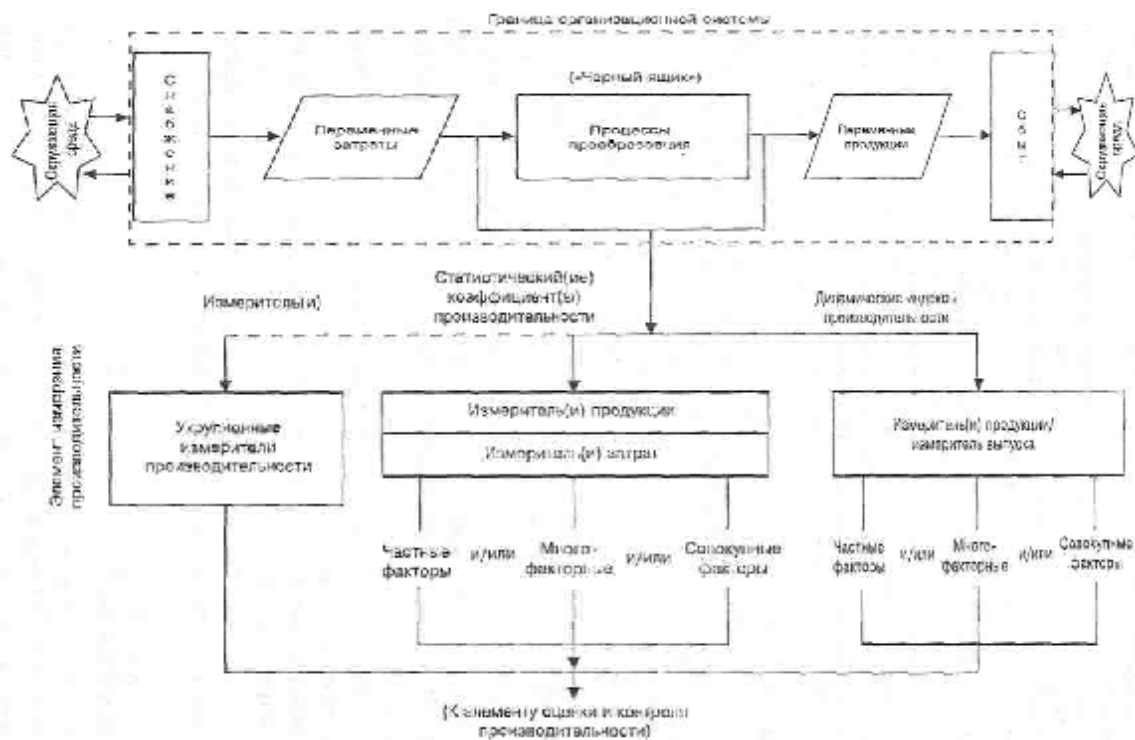 Граница организационной системы
Окружающая
среда
Снабжение
Переменные
затраты
(«Черный ящик»)
Процессы
преобразования
Переменные
продукции
Сбыт
Окружающая
среда
Измеритель(и)
Статистический(ие)
коэффициент(ы)
производительности
Динамические индексы
производительности
Элемент измерения
производительности
Укрупненные
измерители
производительности
Измеритель(и) продукции
Измеритель(и) затрат
Измеритель(и) продукции/
измеритель выпуска
Частные
факторы
и/или
Много-
факторные
и/или
Совокупные
факторы
Частные
факторы
и/или
Много-
факторные
и/или
Совокупные
факторы
(К элементу оценки и контроля
производительности)